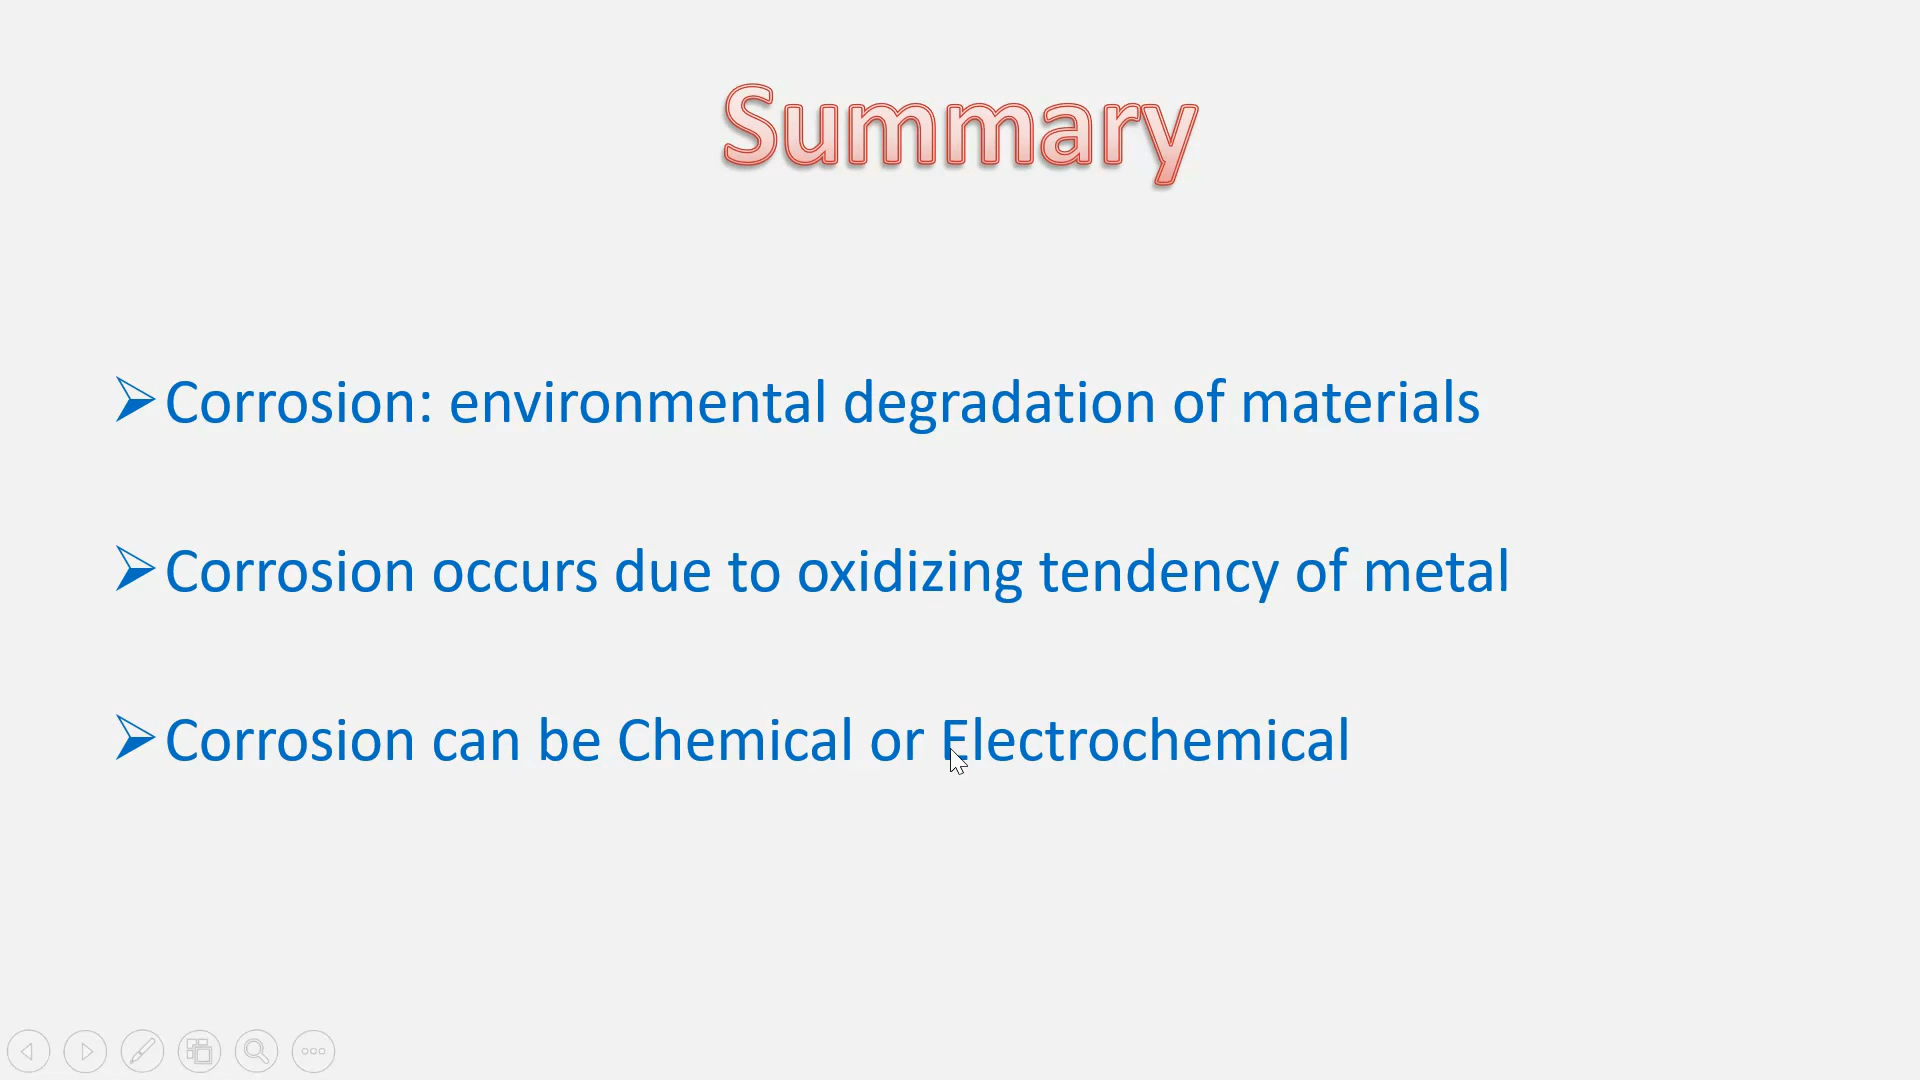 Summary
Corrosion: environmental degradation of materials
Corrosion occurs due to oxidizing tendency of metal
Corrosion can be Chemical or Electrochemical